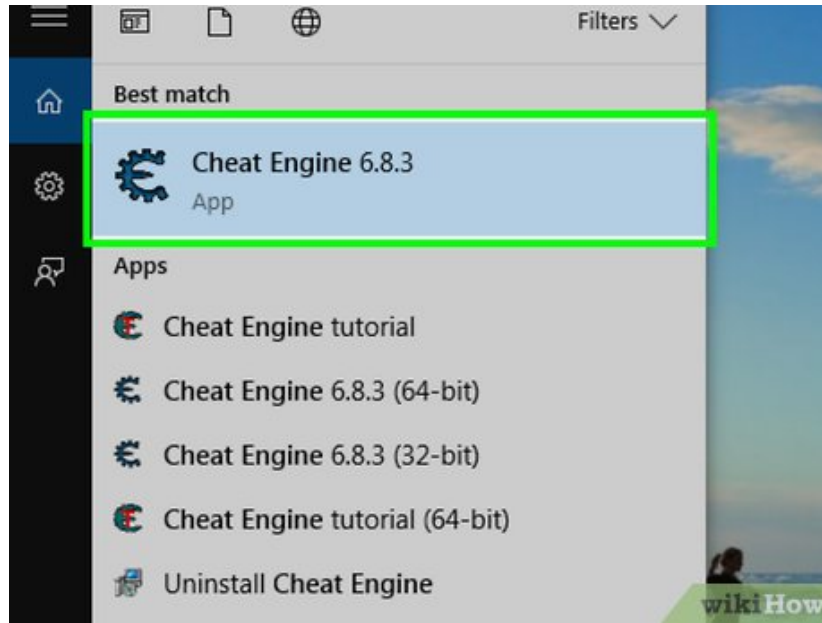 Filters
Best match
Cheat Engine 6.8.3
App
Apps
Cheat Engine tutorial
Cheat Engine 6.8.3 (64-bit)
Cheat Engine 6.8.3 (32-bit)
Cheat Engine tutorial (64-bit)
Uninstall Cheat Engine
wikiHow